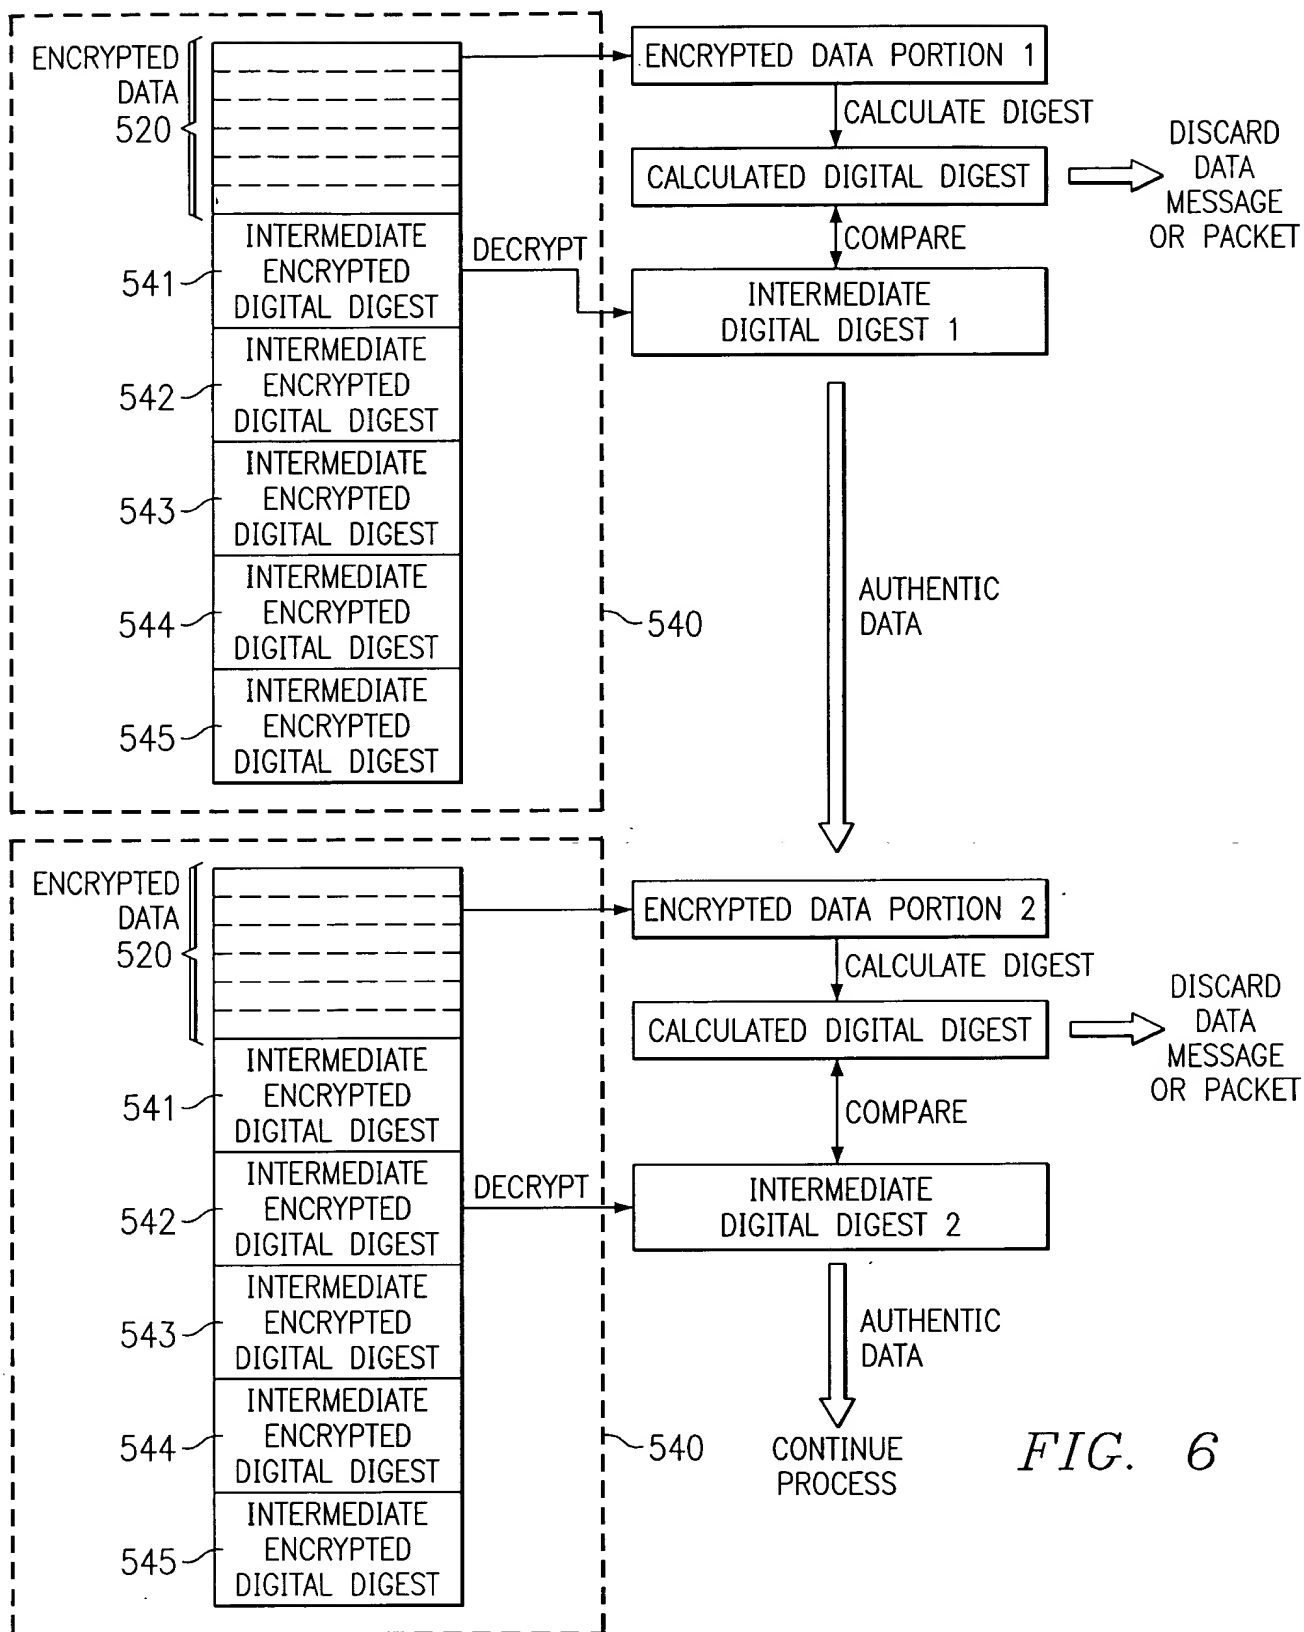 ENCRYPTED
DATA
520
INTERMEDIATE
ENCRYPTED
DIGITAL DIGEST
541
INTERMEDIATE
ENCRYPTED
DIGITAL DIGEST
542
INTERMEDIATE
ENCRYPTED
DIGITAL DIGEST
543
INTERMEDIATE
ENCRYPTED
DIGITAL DIGEST
544
INTERMEDIATE
ENCRYPTED
DIGITAL DIGEST
545
DECRYPT
540
ENCRYPTED DATA PORTION 1
CALCULATE DIGEST
CALCULATED DIGITAL DIGEST
COMPARE
INTERMEDIATE
DIGITAL DIGEST 1
DISCARD
DATA
MESSAGE
OR PACKET
AUTHENTIC
DATA
ENCRYPTED
DATA
520
INTERMEDIATE
ENCRYPTED
DIGITAL DIGEST
541
INTERMEDIATE
ENCRYPTED
DIGITAL DIGEST
542
INTERMEDIATE
ENCRYPTED
DIGITAL DIGEST
543
INTERMEDIATE
ENCRYPTED
DIGITAL DIGEST
544
INTERMEDIATE
ENCRYPTED
DIGITAL DIGEST
545
DECRYPT
540
ENCRYPTED DATA PORTION 2
CALCULATE DIGEST
CALCULATED DIGITAL DIGEST
COMPARE
INTERMEDIATE
DIGITAL DIGEST 2
DISCARD
DATA
MESSAGE
OR PACKET
AUTHENTIC
DATA
CONTINUE
PROCESS
FIG. 6